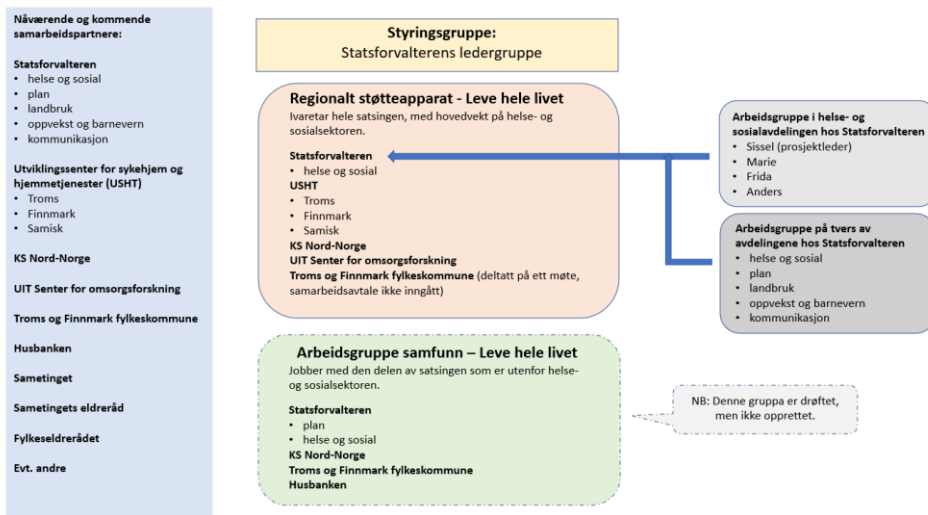 Nåværende og kommende
samarbeidspartnere:
Statsforvalteren
• helse og sosial
• plan
• landbruk
• oppvekst og barnevern
• kommunikasjon
Utviklingssenter for sykehjem og
hjemmetjenester (USHT)
• Troms
• Finnmark
• Samisk
KS Nord-Norge
UIT Senter for omsorgsforskning
Troms og Finnmark fylkeskommune
Husbanken
Sametinget
Sametingets eldreråd
Fylkeseldrerådet
Evt. andre
Styringsgruppe:
Statsforvalterens ledergruppe
Regionalt støtteapparat - Leve hele livet
Ivaretar hele satsingen, med hovedvekt på helse- og
sosialsektoren.
Statsforvalteren
• helse og sosial
USHT
• Troms
• Finnmark
• Samisk
KS Nord-Norge
UIT Senter for omsorgsforskning
Troms og Finnmark fylkeskommune (deltatt på ett møte,
samarbeidsavtale ikke inngått)
Arbeidsgruppe samfunn – Leve hele livet
Jobber med den delen av satsingen som er utenfor helse-
og sosialsektoren.
Statsforvalteren
• plan
• helse og sosial
KS Nord-Norge
Troms og Finnmark fylkeskommune
Husbanken
Arbeidsgruppe i helse- og
sosialavdelingen hos Statsforvalteren
• Sissel (prosjektleder)
• Marie
• Frida
• Anders
Arbeidsgruppe på tvers av
avdelingene hos Statsforvalteren
• helse og sosial
• plan
• landbruk
• oppvekst og barnevern
• kommunikasjon
NB: Denne gruppa er drøftet,
men ikke opprettet.